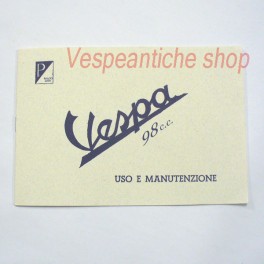 Vespeantiche shop
P
Vespa
98 c.c.
USO E MANUTENZIONE